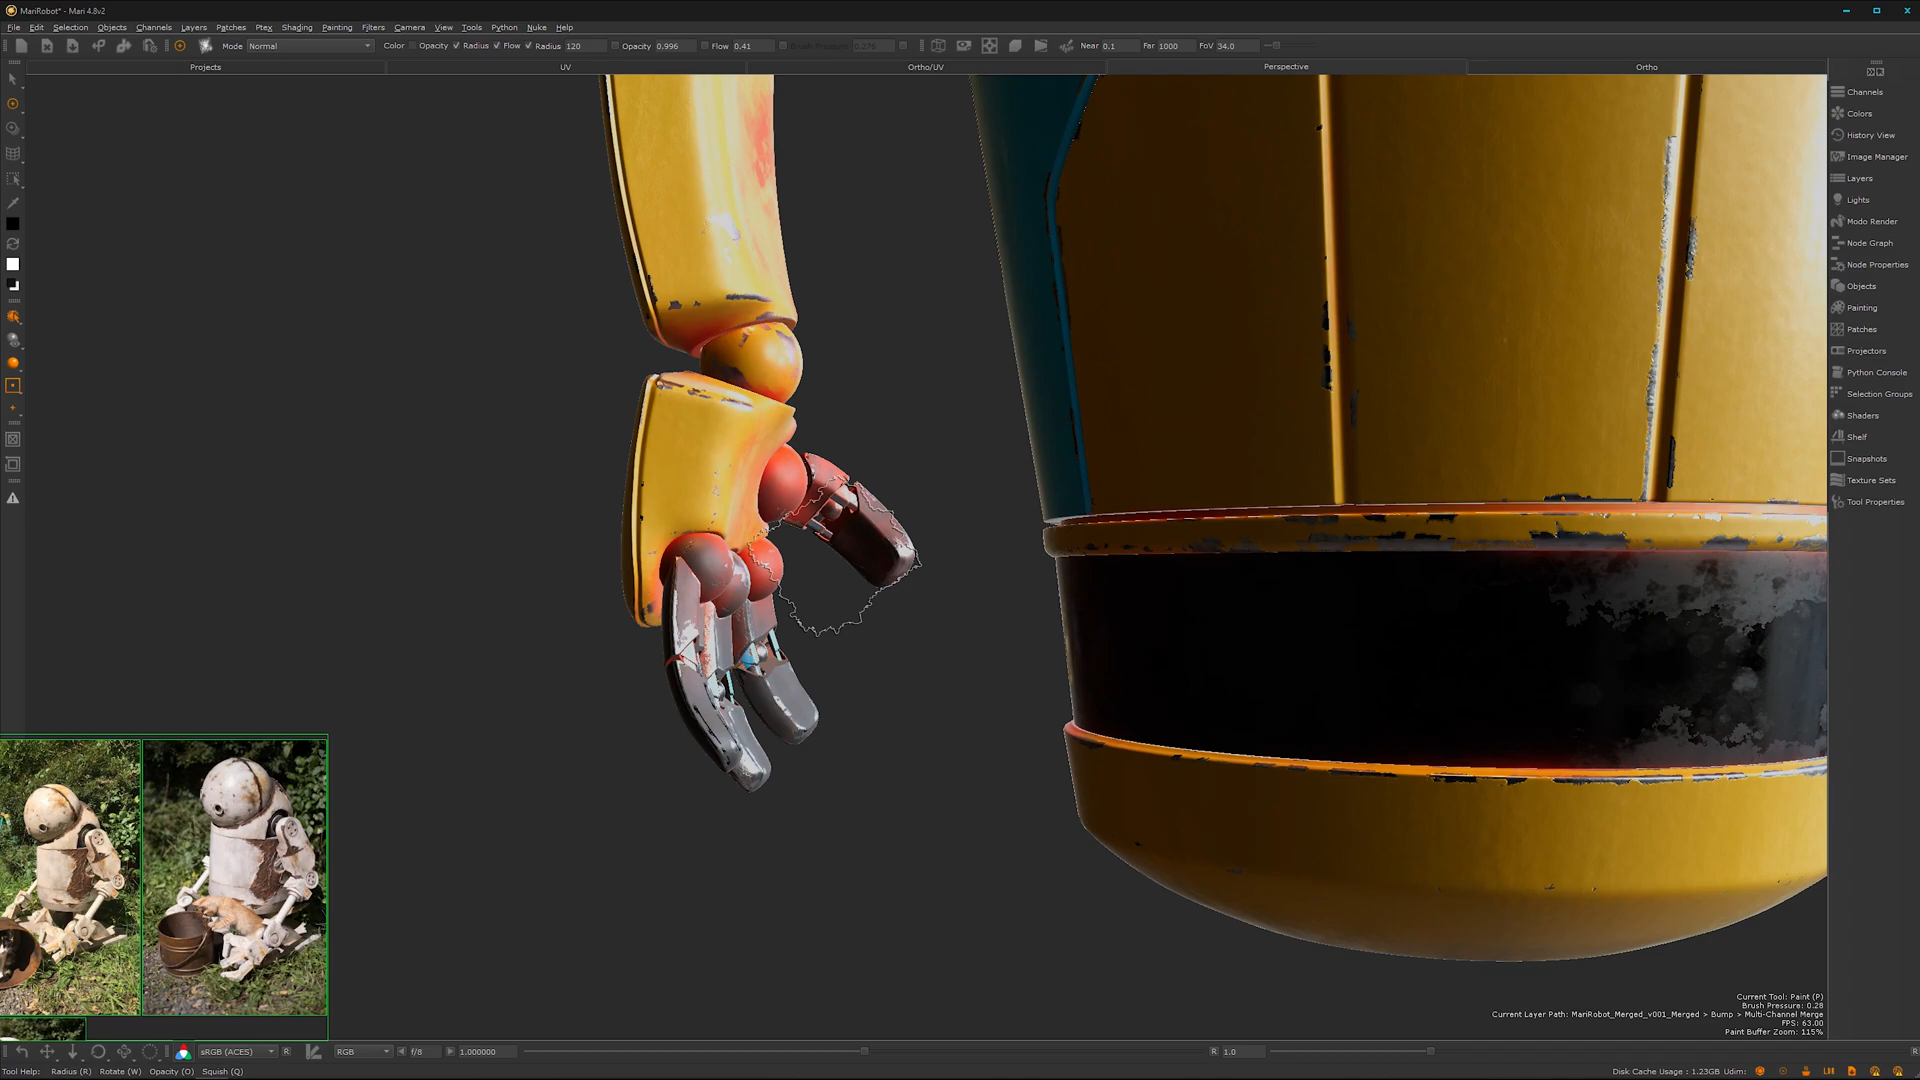 MariRobot* - Mari 4.8v2
File Edit Selection Objects Channels Layers Patches Ptex Shading Painting Filters Camera View Tools Python Nuke Help
Mode Normal Color Opacity Radius Flow Radius 120 Opacity 0.996 Flow 0.41 Brush Pressure 0.276 Near 0.1 Far 1000 FoV 34.0
Projects UV Ortho/UV Perspective Ortho
Channels
Colors
History View
Image Manager
Layers
Lights
Modo Render
Node Graph
Node Properties
Objects
Painting
Patches
Projectors
Python Console
Selection Groups
Shaders
Shelf
Snapshots
Texture Sets
Tool Properties
Current Tool: Paint (P)
Brush Pressure: 0.28
Current Layer Path: MariRobot_Merged_v001_Merged > Bump > Multi-Channel Merge
FPS: 63.00
Paint Buffer Zoom: 115%
sRGB (ACES) R RGB f/8 1.000000 R 1.0 R
Tool Help: Radius (R) Rotate (W) Opacity (O) Squish (Q) Disk Cache Usage : 1.23GB Udim: